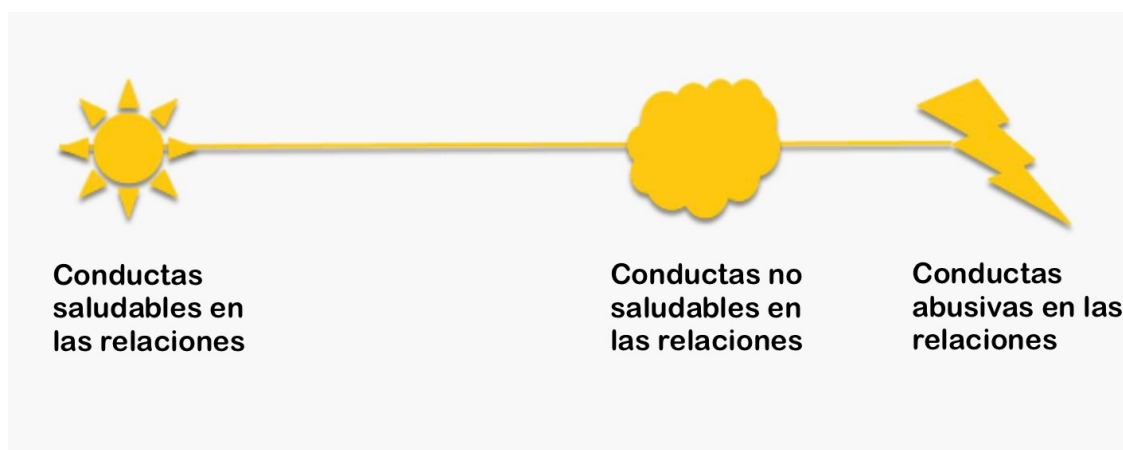 Conductas
saludables en
las relaciones
Conductas no
saludables en
las relaciones
Conductas
abusivas en las
relaciones